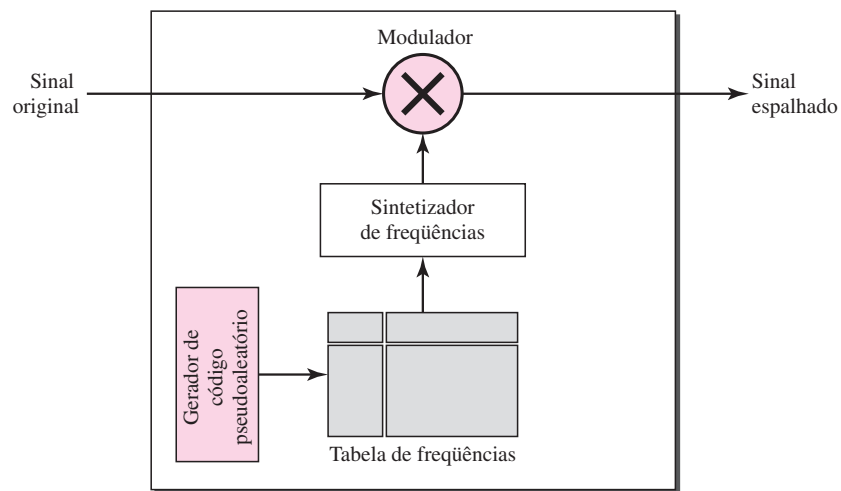 Modulador
Sinal
original
Sinal
espalhado
Sintetizador
de freqüências
Gerador de
código
pseudoaleatório
Tabela de freqüências